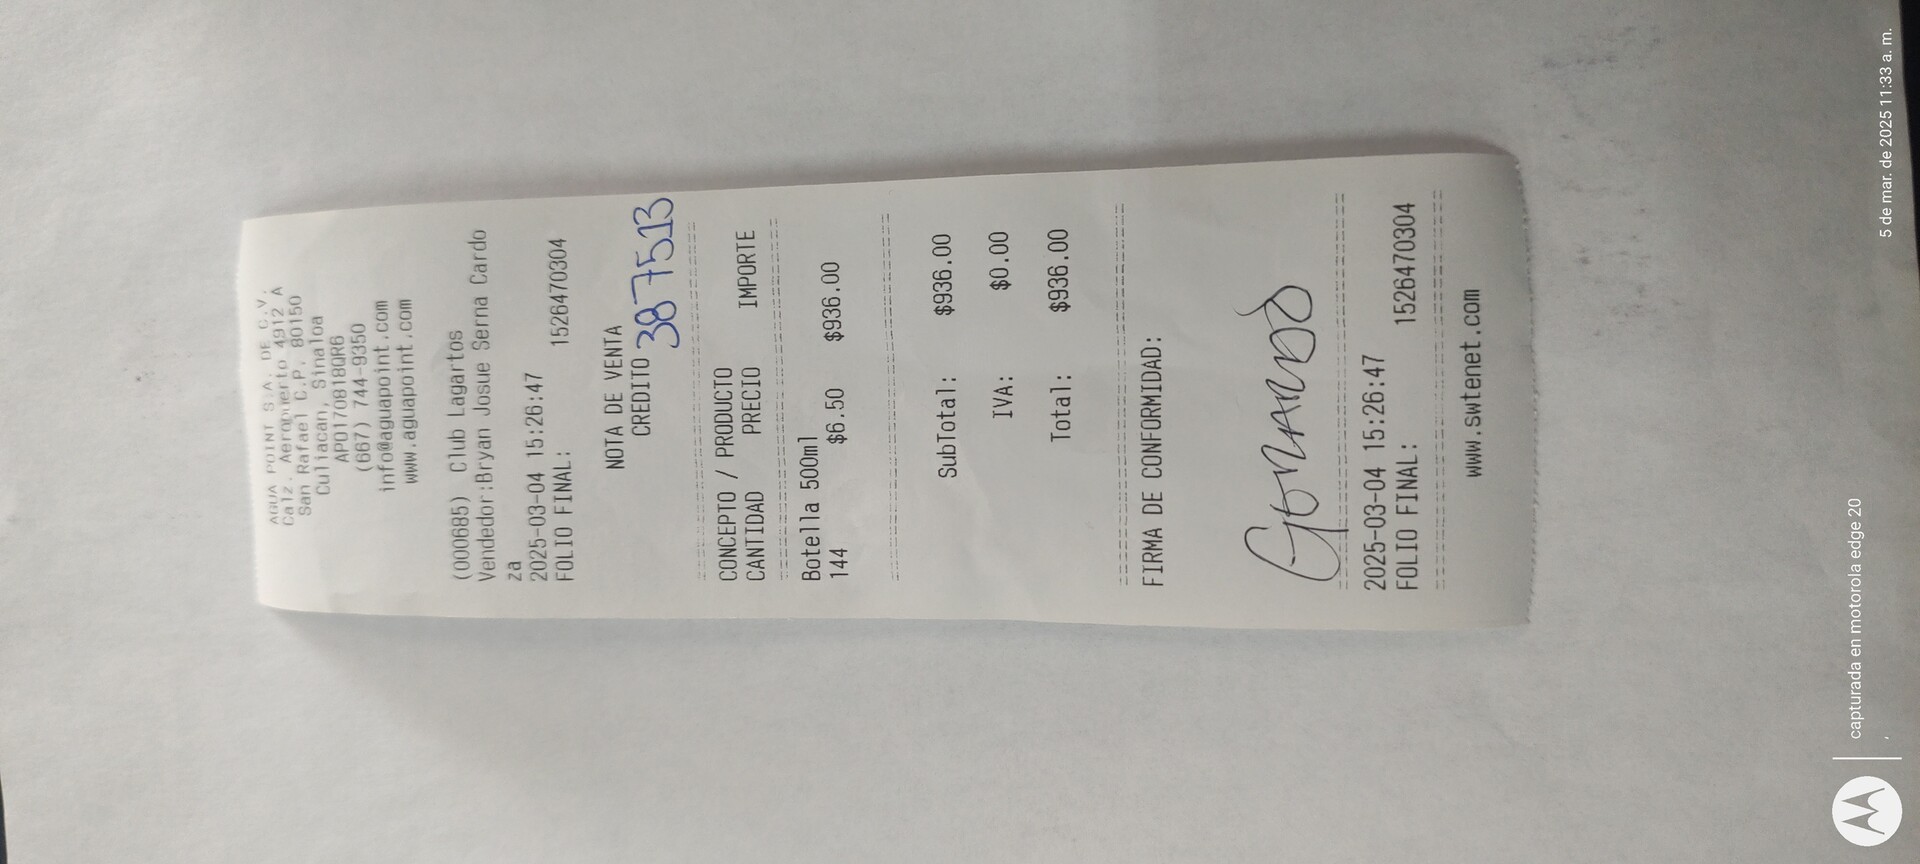 AGUA POINT S.A. DE C.V.
Calz. Aeropuerto 4912 A
San Rafael C.P. 80150
Culiacan, Sinaloa
APO170818QR6
(667) 744-9350
info@aguapoint.com
www.aguapoint.com
(000685) Club Lagartos
Vendedor:Bryan Josue Serna Cardo
za
2025-03-04 15:26:47
FOLIO FINAL: 1526470304
NOTA DE VENTA
CREDITO
3877513
CONCEPTO / PRODUCTO
CANTIDAD PRECIO IMPORTE
Botella 500ml
144 $6.50 $936.00
SubTotal: $936.00
IVA: $0.00
Total: $936.00
FIRMA DE CONFORMIDAD:
2025-03-04 15:26:47
FOLIO FINAL: 1526470304
www.swtenet.com
capturada en motorola edge 20
5 de mar. de 2025 11:33 a. m.